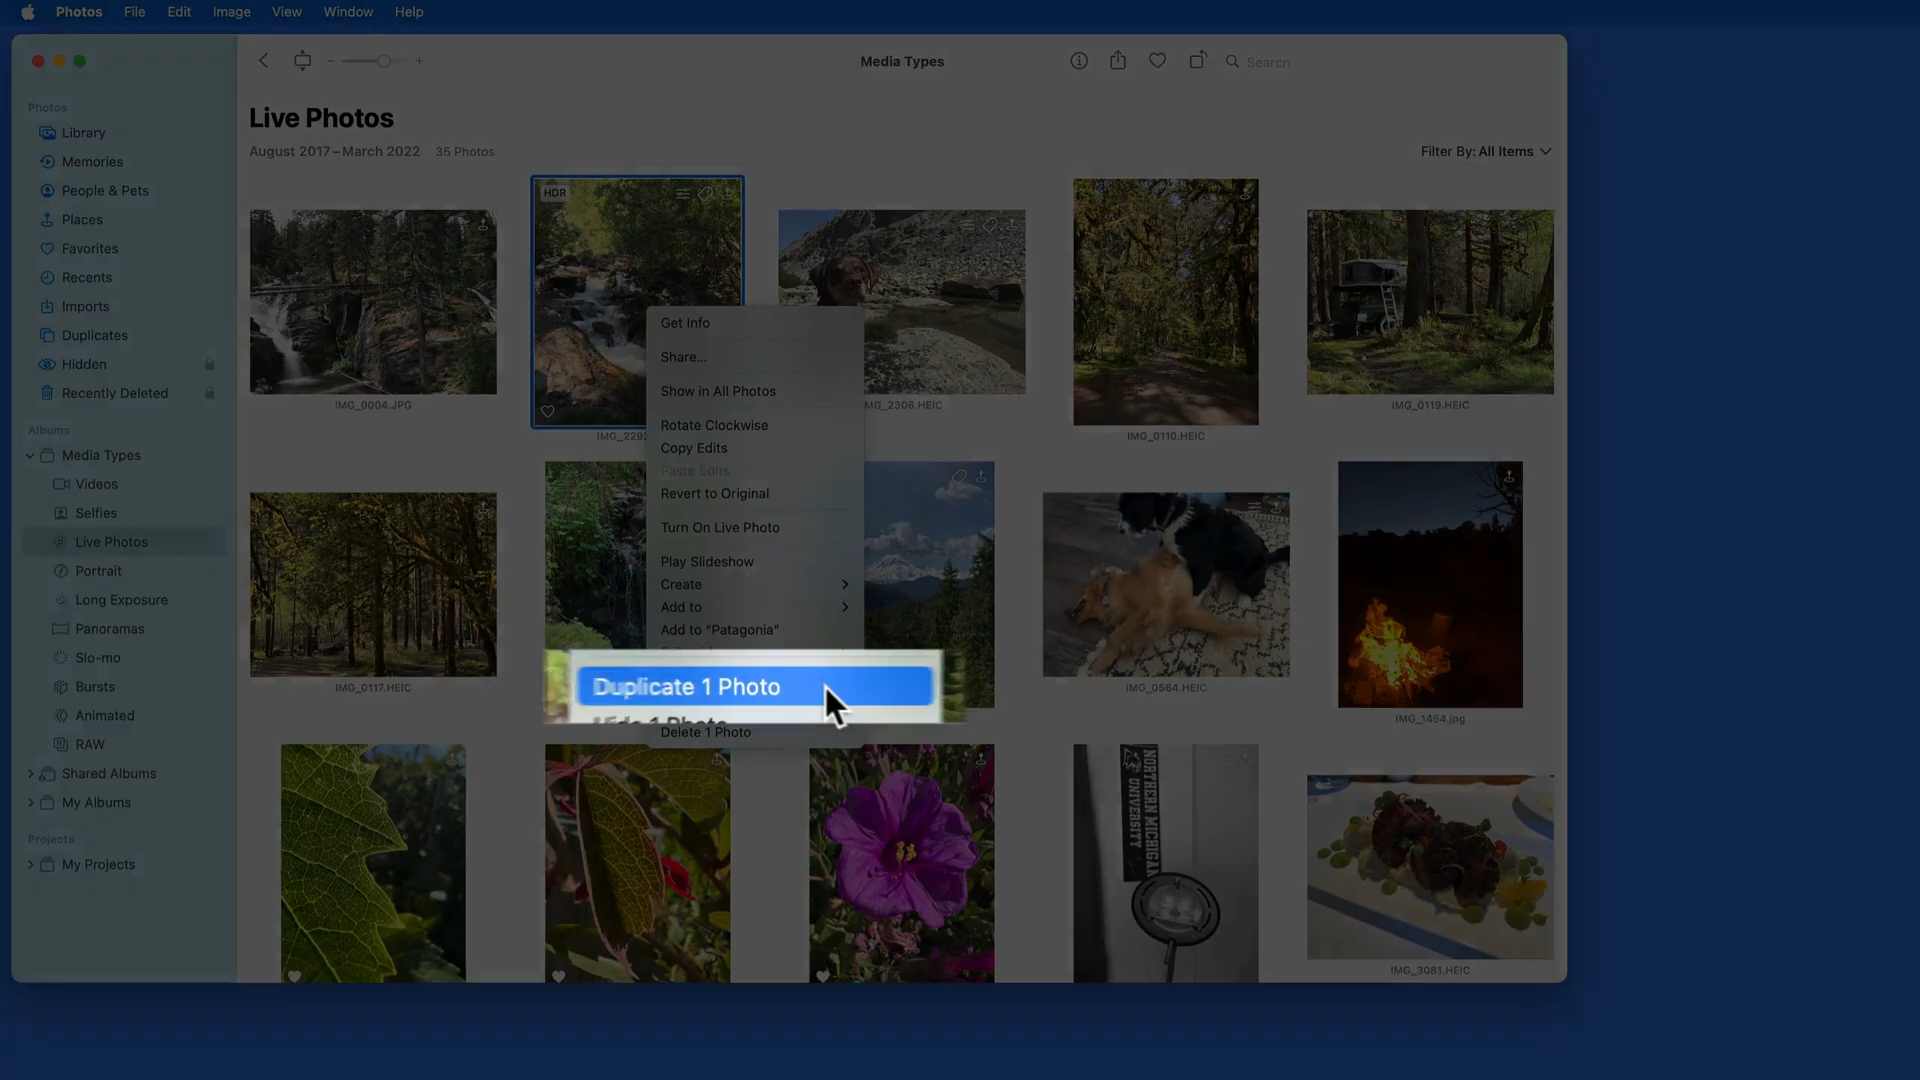 Photos File Edit Image View Window Help
Media Types
Search
Photos
Library
Memories
People & Pets
Places
Favorites
Recents
Imports
Duplicates
Hidden
Recently Deleted
Albums
Media Types
Videos
Selfies
Live Photos
Portrait
Long Exposure
Panoramas
Slo-mo
Bursts
Animated
RAW
Shared Albums
My Albums
Projects
My Projects
Live Photos
August 2017–March 2022 35 Photos
Filter By: All Items
HDR
IMG_0004.JPG
IMG_2292
MG_2306.HEIC
IMG_0110.HEIC
IMG_0119.HEIC
Get Info
Share...
Show in All Photos
Rotate Clockwise
Copy Edits
Paste Edits
Revert to Original
Turn On Live Photo
Play Slideshow
Create
Add to
Add to “Patagonia”
Duplicate 1 Photo
Hide 1 Photo
Delete 1 Photo
IMG_0117.HEIC
IMG_0564.HEIC
IMG_1454.jpg
NORTHERN MICHIGAN
UNIVERSITY
IMG_3081.HEIC